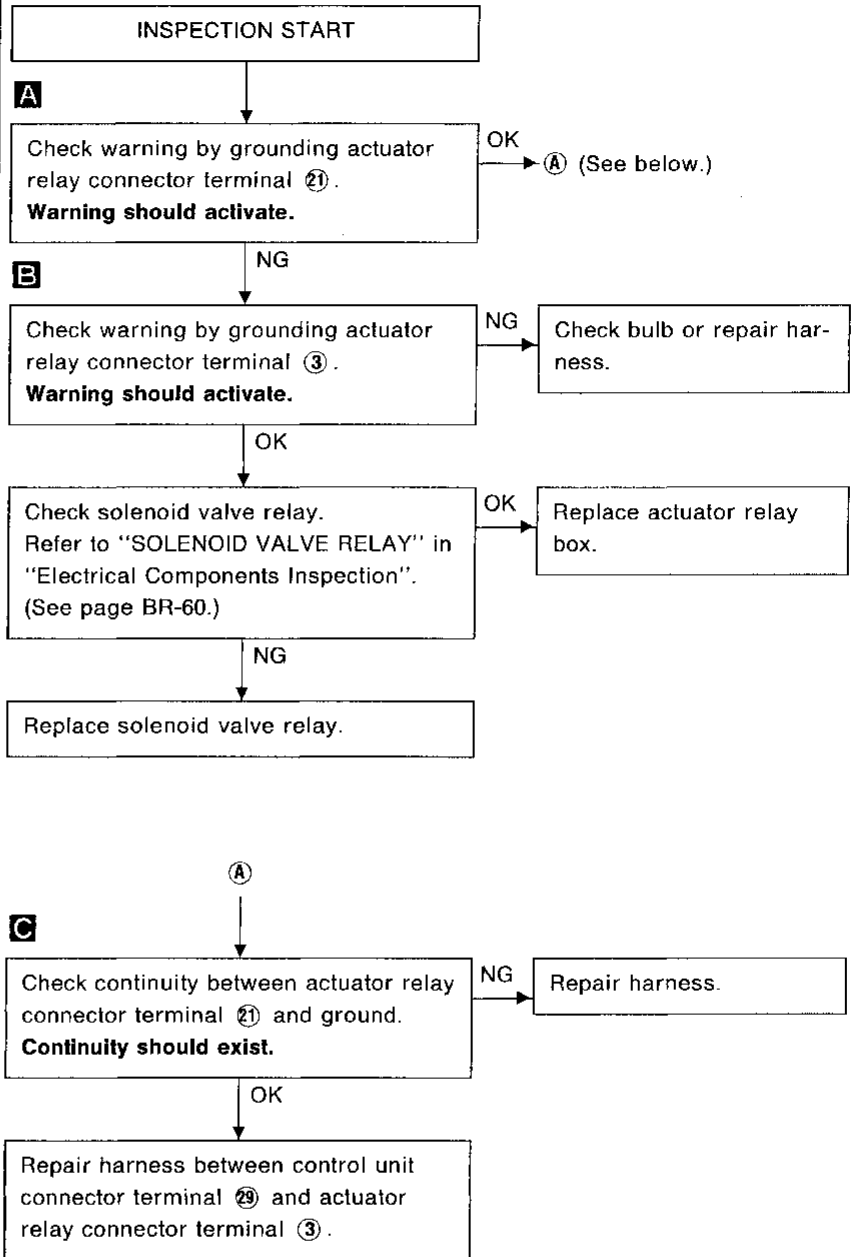 INSPECTION START
A
Check warning by grounding actuator
relay connector terminal ㉑.
Warning should activate.
OK
Ⓐ (See below.)
NG
B
Check warning by grounding actuator
relay connector terminal ③.
Warning should activate.
NG
Check bulb or repair har-
ness.
OK
Check solenoid valve relay.
Refer to "SOLENOID VALVE RELAY" in
"Electrical Components Inspection".
(See page BR-60.)
OK
Replace actuator relay
box.
NG
Replace solenoid valve relay.
Ⓐ
C
Check continuity between actuator relay
connector terminal ㉑ and ground.
Continuity should exist.
NG
Repair harness.
OK
Repair harness between control unit
connector terminal ㉙ and actuator
relay connector terminal ③.